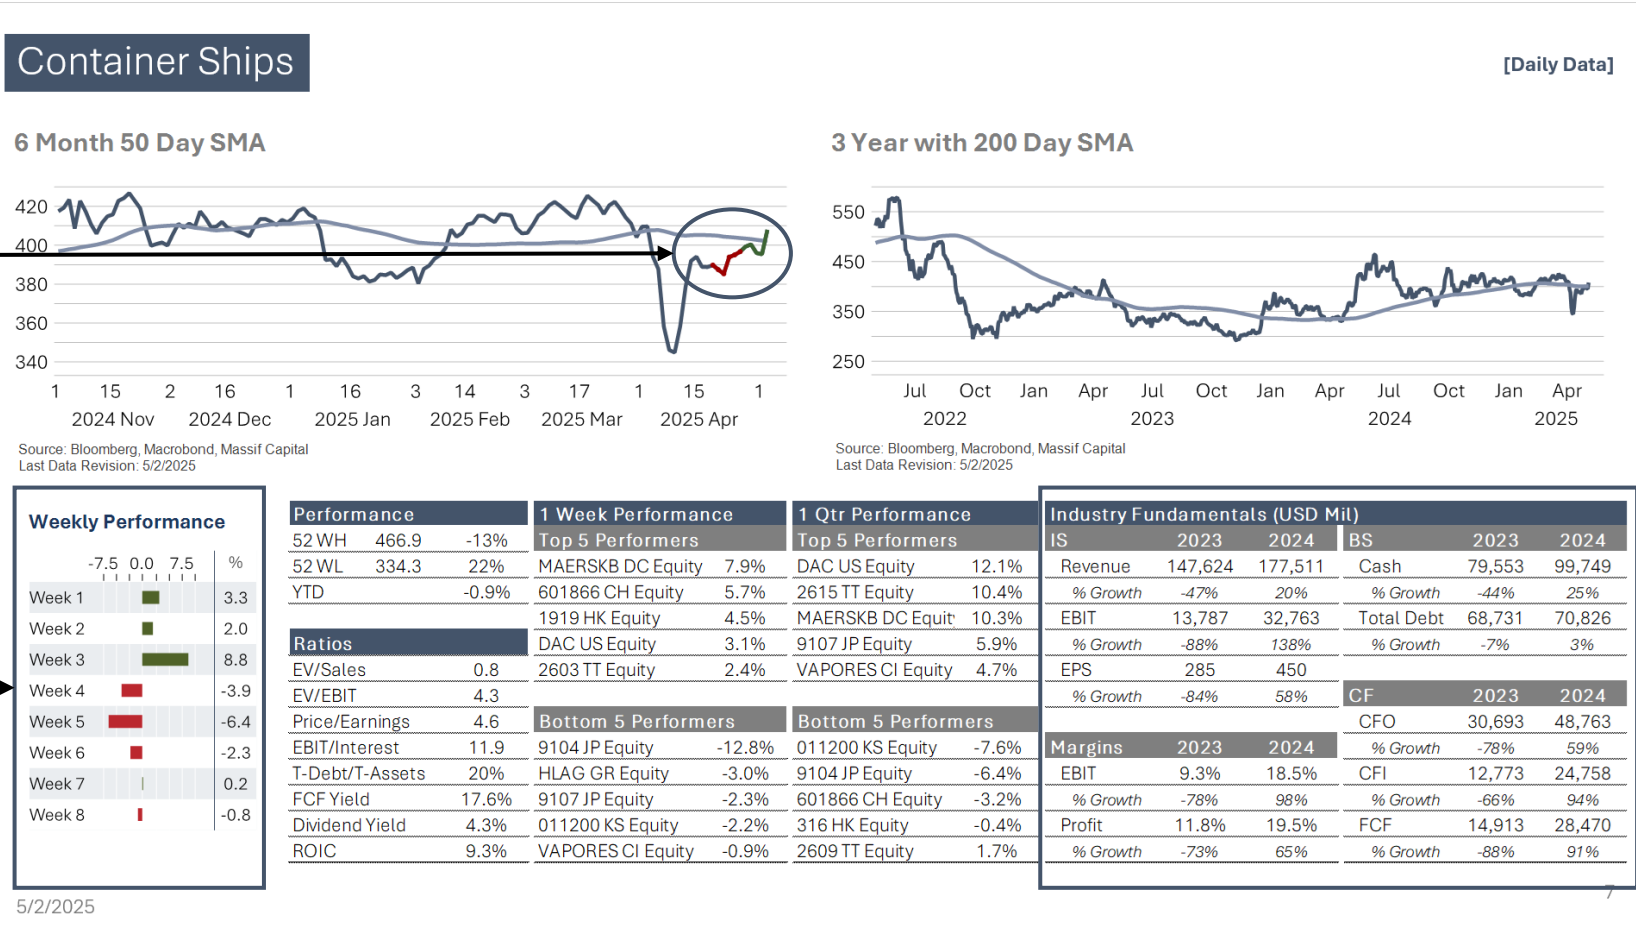 Container Ships
[Daily Data]
6 Month 50 Day SMA
420
400
380
360
340
1 15 2 16 1 16 3 14 3 17 1 15 1
2024 Nov 2024 Dec 2025 Jan 2025 Feb 2025 Mar 2025 Apr
Source: Bloomberg, Macrobond, Massif Capital
Last Data Revision: 5/2/2025
3 Year with 200 Day SMA
550
450
350
250
Jul Oct Jan Apr Jul Oct Jan Apr Jul Oct Jan Apr
2022 2023 2024 2025
Source: Bloomberg, Macrobond, Massif Capital
Last Data Revision: 5/2/2025
Weekly Performance
-7.5 0.0 7.5 %
Week 1 3.3
Week 2 2.0
Week 3 8.8
Week 4 -3.9
Week 5 -6.4
Week 6 -2.3
Week 7 0.2
Week 8 -0.8
Performance
52 WH 466.9 -13%
52 WL 334.3 22%
YTD -0.9%
Ratios
EV/Sales 0.8
EV/EBIT 4.3
Price/Earnings 4.6
EBIT/Interest 11.9
T-Debt/T-Assets 20%
FCF Yield 17.6%
Dividend Yield 4.3%
ROIC 9.3%
1 Week Performance
Top 5 Performers
MAERSKB DC Equity 7.9%
601866 CH Equity 5.7%
1919 HK Equity 4.5%
DAC US Equity 3.1%
2603 TT Equity 2.4%
Bottom 5 Performers
9104 JP Equity -12.8%
HLAG GR Equity -3.0%
9107 JP Equity -2.3%
011200 KS Equity -2.2%
VAPORES CI Equity -0.9%
1 Qtr Performance
Top 5 Performers
DAC US Equity 12.1%
2615 TT Equity 10.4%
MAERSKB DC Equit 10.3%
9107 JP Equity 5.9%
VAPORES CI Equity 4.7%
Bottom 5 Performers
011200 KS Equity -7.6%
9104 JP Equity -6.4%
601866 CH Equity -3.2%
316 HK Equity -0.4%
2609 TT Equity 1.7%
Industry Fundamentals (USD Mil)
IS 2023 2024
Revenue 147,624 177,511
% Growth -47% 20%
EBIT 13,787 32,763
% Growth -88% 138%
EPS 285 450
% Growth -84% 58%
Margins 2023 2024
EBIT 9.3% 18.5%
% Growth -78% 98%
Profit 11.8% 19.5%
% Growth -73% 65%
BS 2023 2024
Cash 79,553 99,749
% Growth -44% 25%
Total Debt 68,731 70,826
% Growth -7% 3%
CF 2023 2024
CFO 30,693 48,763
% Growth -78% 59%
CFI 12,773 24,758
% Growth -66% 94%
FCF 14,913 28,470
% Growth -88% 91%
5/2/2025
7